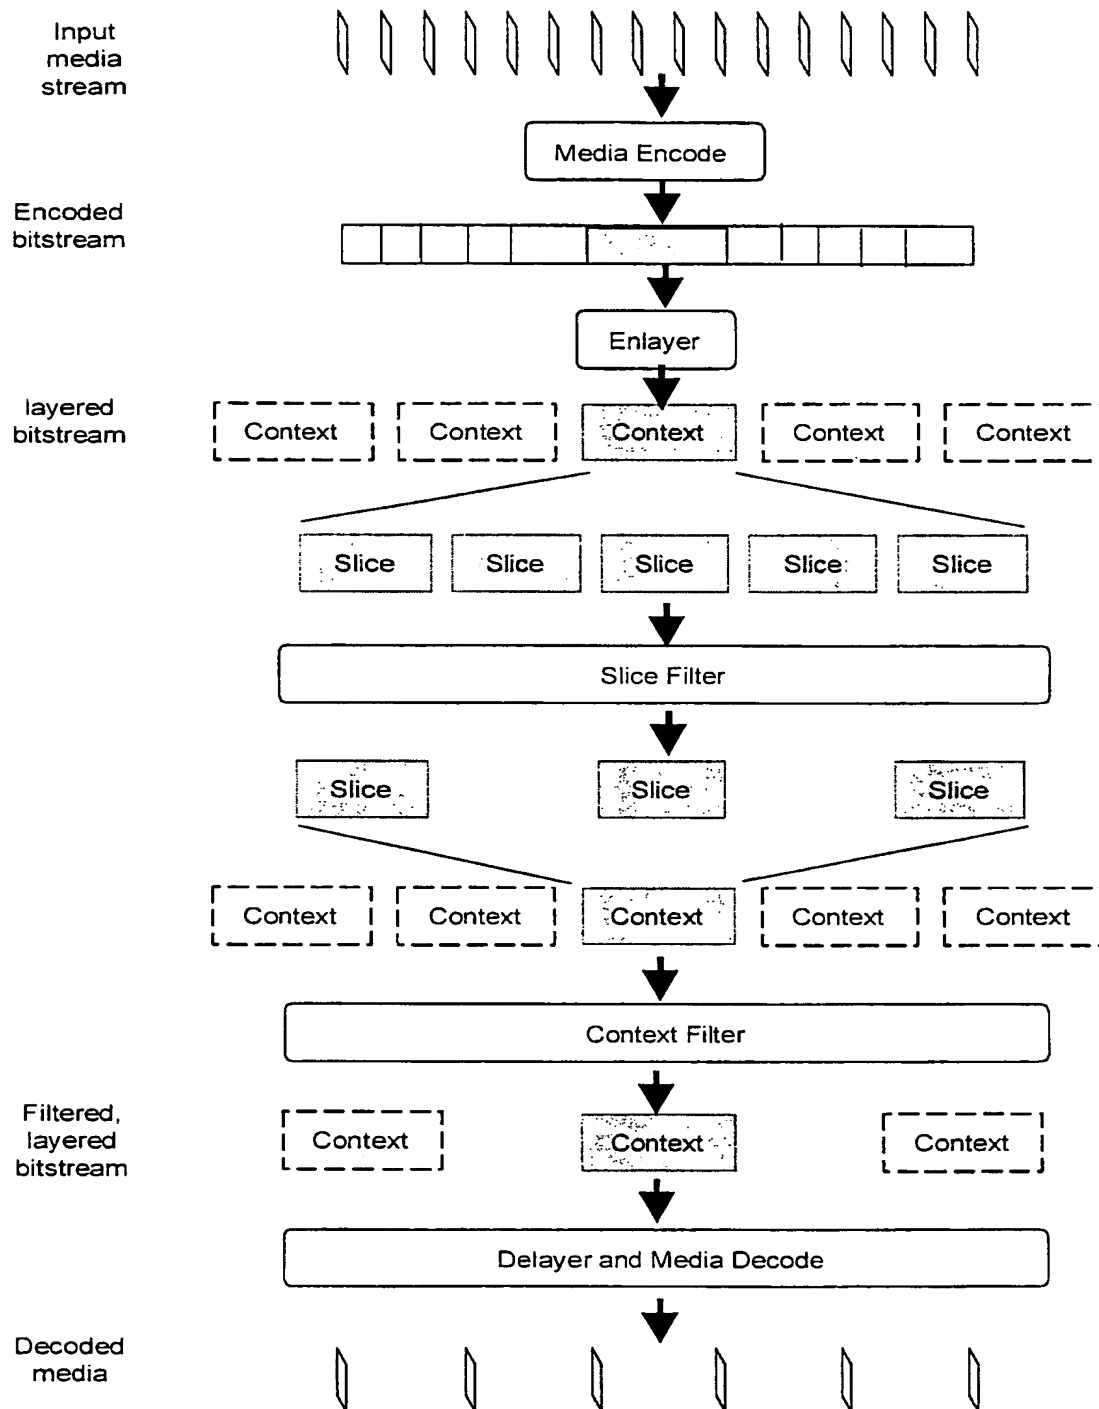 Input
media
stream
Media Encode
Encoded
bitstream
Enlayer
layered
bitstream
Context
Context
Context
Context
Context
Slice
Slice
Slice
Slice
Slice
Slice Filter
Slice
Slice
Slice
Context
Context
Context
Context
Context
Context Filter
Filtered,
layered
bitstream
Context
Context
Context
Delayer and Media Decode
Decoded
media